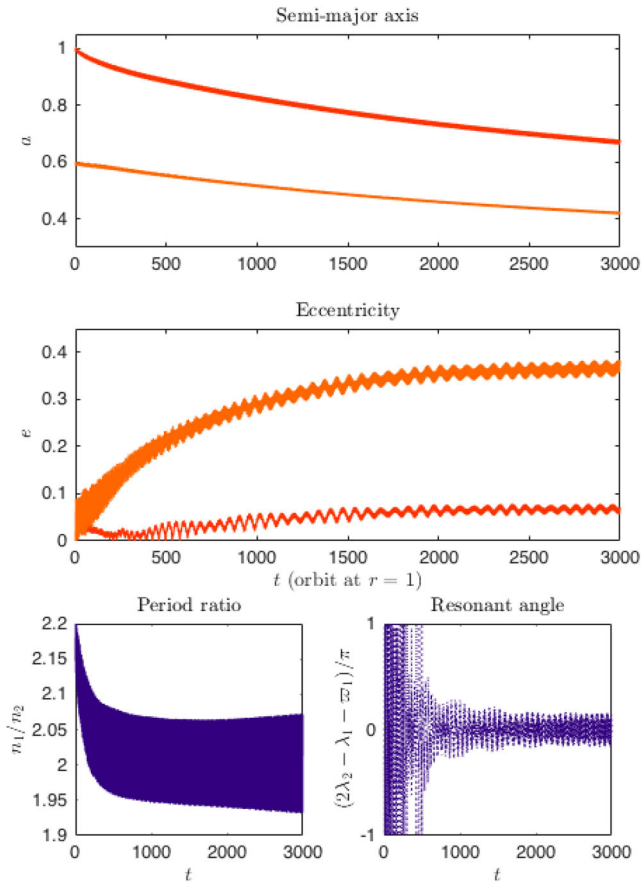 Semi-major axis
1
0.8
0.6
0.4
a
0 500 1000 1500 2000 2500 3000
Eccentricity
0.4
0.3
0.2
0.1
0
e
0 500 1000 1500 2000 2500 3000
t (orbit at r = 1)
Period ratio
2.2
2.15
2.1
2.05
2
1.95
1.9
n₁/n₂
0 1000 2000 3000
t
Resonant angle
1
0
-1
(2λ₂ − λ₁ − ϖ₁)/π
0 1000 2000 3000
t